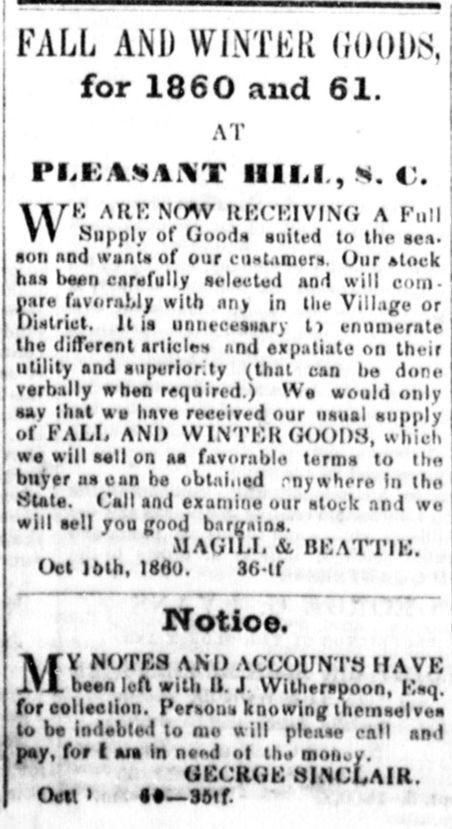 FALL AND WINTER GOODS,
for 1860 and 61.
AT
PLEASANT HILL, S. C.
WE ARE NOW RECEIVING A Full
Supply of Goods suited to the sea-
son and wants of our customers. Our stock
has been carefully selected and will com-
pare favorably with any in the Village or
District. It is unnecessary to enumerate
the different articles and expatiate on their
utility and superiority (that can be done
verbally when required.) We would only
say that we have received our usual supply
of FALL AND WINTER GOODS, which
we will sell on as favorable terms to the
buyer as can be obtained anywhere in the
State. Call and examine our stock and we
will sell you good bargains.
MAGILL & BEATTIE.
Oct 15th, 1860. 36-tf
Notice.
MY NOTES AND ACCOUNTS HAVE
been left with B. J. Witherspoon, Esq.
for collection. Persons knowing themselves
to be indebted to me will please call and
pay, for I am in need of the money.
GEORGE SINCLAIR.
35tf.